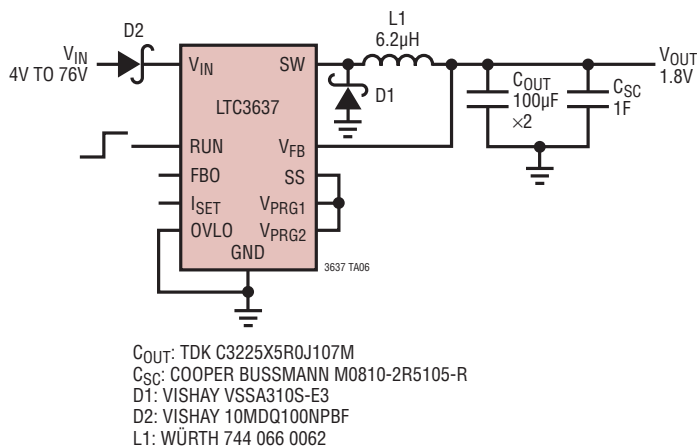 D2
L1
6.2µH
VIN
4V TO 76V
VIN
SW
VOUT
1.8V
LTC3637
D1
COUT
100µF
×2
CSC
1F
RUN
VFB
FBO
SS
ISET
VPRG1
OVLO
VPRG2
GND
3637 TA06
COUT: TDK C3225X5R0J107M
CSC: COOPER BUSSMANN M0810-2R5105-R
D1: VISHAY VSSA310S-E3
D2: VISHAY 10MDQ100NPBF
L1: WÜRTH 744 066 0062